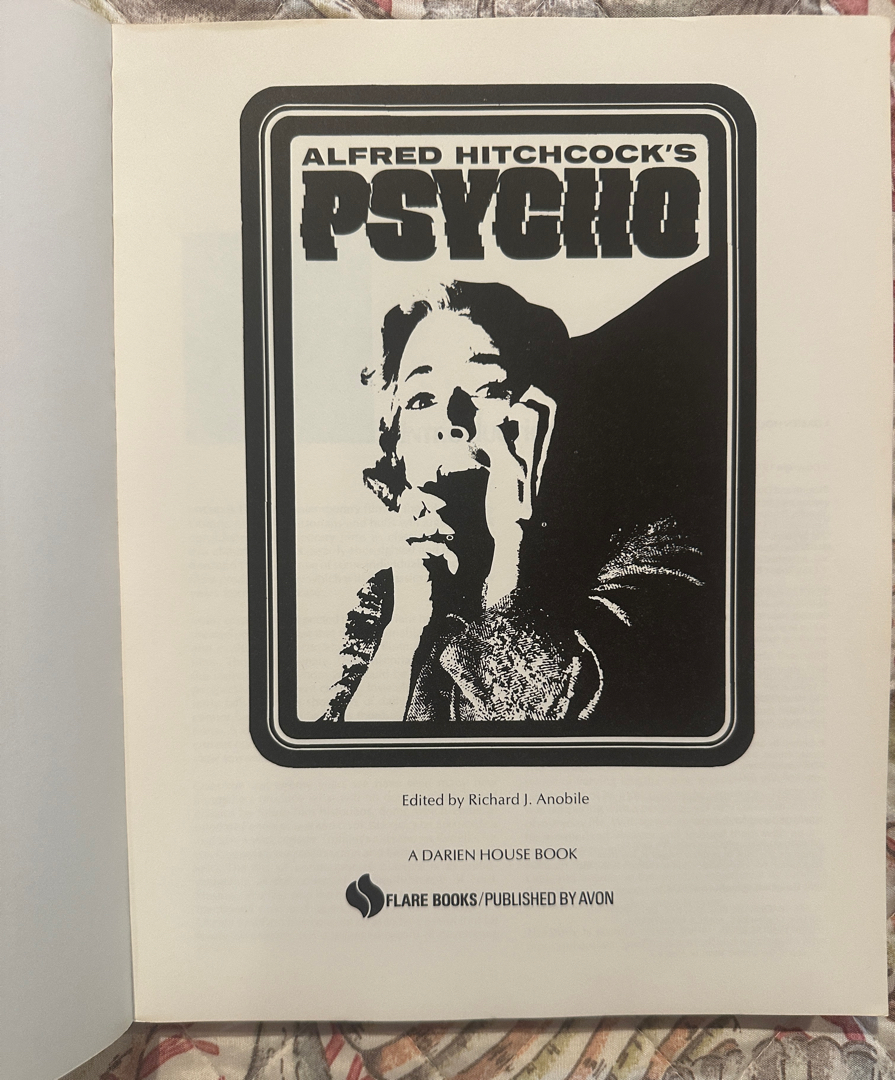 ALFRED HITCHCOCK'S
PSYCHO
Edited by Richard J. Anobile
A DARIEN HOUSE BOOK
FLARE BOOKS/PUBLISHED BY AVON